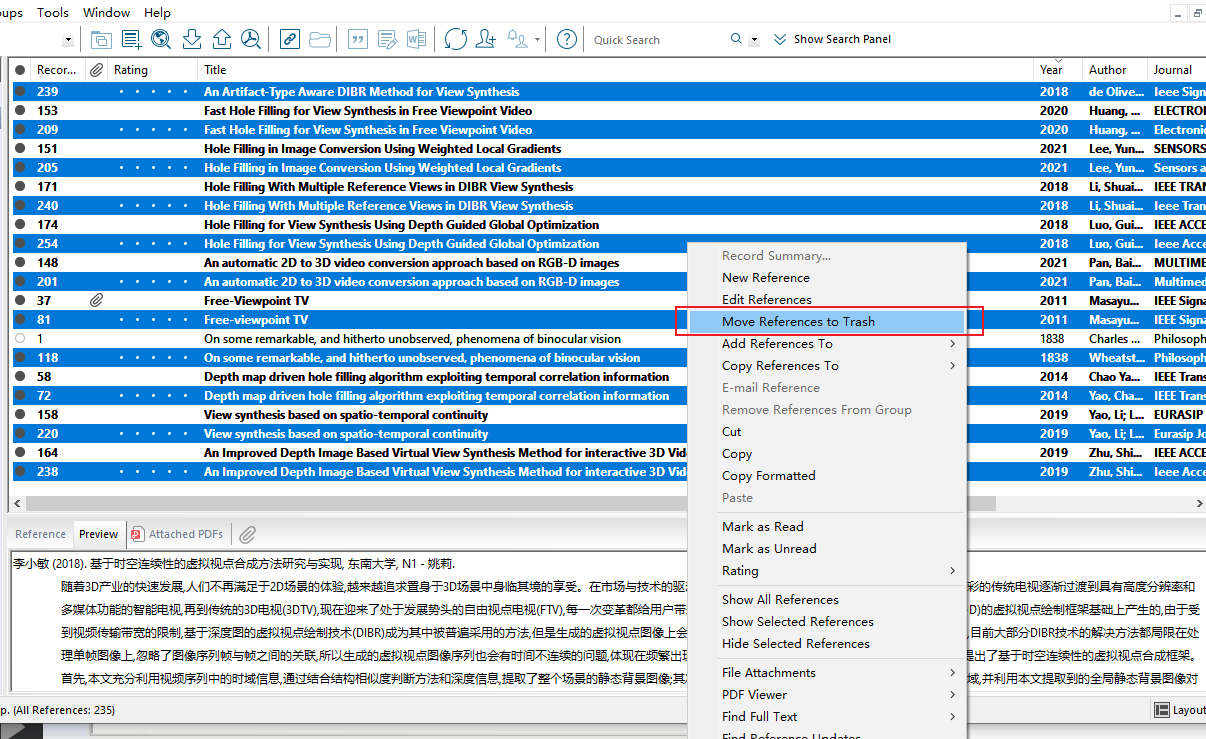 oups Tools Window Help
Quick Search Show Search Panel
Recor... Rating Title Year Author Journal
239 An Artifact-Type Aware DIBR Method for View Synthesis 2018 de Olive... Ieee Sign
153 Fast Hole Filling for View Synthesis in Free Viewpoint Video 2020 Huang, ... ELECTRON
209 Fast Hole Filling for View Synthesis in Free Viewpoint Video 2020 Huang, ... Electronic
151 Hole Filling in Image Conversion Using Weighted Local Gradients 2021 Lee, Yun... SENSORS
205 Hole Filling in Image Conversion Using Weighted Local Gradients 2021 Lee, Yun... Sensors a
171 Hole Filling With Multiple Reference Views in DIBR View Synthesis 2018 Li, Shuai... IEEE TRAN
240 Hole Filling With Multiple Reference Views in DIBR View Synthesis 2018 Li, Shuai... Ieee Tran
174 Hole Filling for View Synthesis Using Depth Guided Global Optimization 2018 Luo, Gui... IEEE ACCE
254 Hole Filling for View Synthesis Using Depth Guided Global Optimization 2018 Luo, Gui... Ieee Acce
148 An automatic 2D to 3D video conversion approach based on RGB-D images 2021 Pan, Bai... MULTIME
201 An automatic 2D to 3D video conversion approach based on RGB-D images 2021 Pan, Bai... Multimed
37 Free-Viewpoint TV 2011 Masayu... IEEE Signa
81 Free-viewpoint TV 2011 Masayu... IEEE Signa
1 On some remarkable, and hitherto unobserved, phenomena of binocular vision 1838 Charles ... Philosoph
118 On some remarkable, and hitherto unobserved, phenomena of binocular vision 1838 Wheatst... Philosoph
58 Depth map driven hole filling algorithm exploiting temporal correlation information 2014 Chao Ya... IEEE Trans
72 Depth map driven hole filling algorithm exploiting temporal correlation information 2014 Yao, Cha... IEEE Trans
158 View synthesis based on spatio-temporal continuity 2019 Yao, Li; L... EURASIP
220 View synthesis based on spatio-temporal continuity 2019 Yao, Li; L... Eurasip Jo
164 An Improved Depth Image Based Virtual View Synthesis Method for interactive 3D Vid 2019 Zhu, Shi... IEEE ACCE
238 An Improved Depth Image Based Virtual View Synthesis Method for interactive 3D Vid 2019 Zhu, Shi... Ieee Acce
Record Summary...
New Reference
Edit References
Move References to Trash
Add References To
Copy References To
E-mail Reference
Remove References From Group
Cut
Copy
Copy Formatted
Paste
Mark as Read
Mark as Unread
Rating
Show All References
Show Selected References
Hide Selected References
File Attachments
PDF Viewer
Find Full Text
Find Reference Updates
Reference Preview Attached PDFs
李小敏 (2018). 基于时空连续性的虚拟视点合成方法研究与实现, 东南大学, N1 - 姚莉.
随着3D产业的快速发展,人们不再满足于2D场景的体验,越来越追求置身于3D场景中身临其境的享受。在市场与技术的驱 彩的传统电视逐渐过渡到具有高度分辨率和
多媒体功能的智能电视,再到传统的3D电视(3DTV),现在迎来了处于发展势头的自由视点电视(FTV),每一次变革都给用户带 D)的虚拟视点绘制框架基础上产生的,由于受
到视频传输带宽的限制,基于深度图的虚拟视点绘制技术(DIBR)成为其中被普遍采用的方法,但是生成的虚拟视点图像上会 ,目前大部分DIBR技术的解决方法都局限在处
理单帧图像上,忽略了图像序列帧与帧之间的关联,所以生成的虚拟视点图像序列也会有时间不连续的问题,体现在频繁出现 提出了基于时空连续性的虚拟视点合成框架。
首先,本文充分利用视频序列中的时域信息,通过结合结构相似度判断方法和深度信息,提取了整个场景的静态背景图像;其 域,并利用本文提取到的全局静态背景图像对
p. (All References: 235) Layout